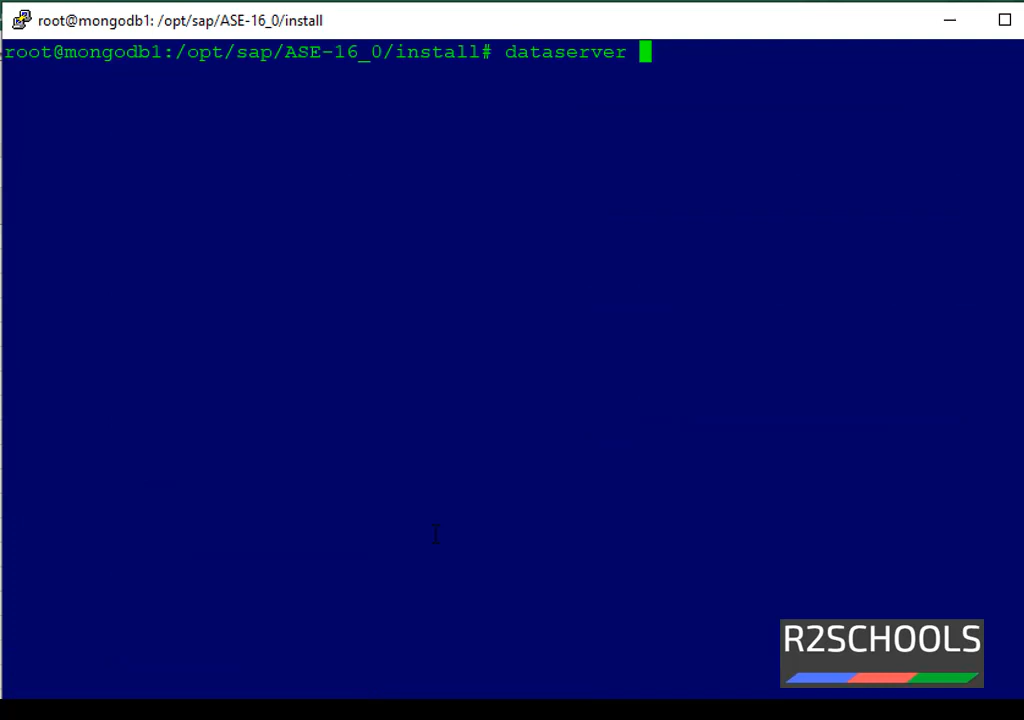 root@mongodb1: /opt/sap/ASE-16_0/install
root@mongodb1:/opt/sap/ASE-16_0/install# dataserver
R2SCHOOLS